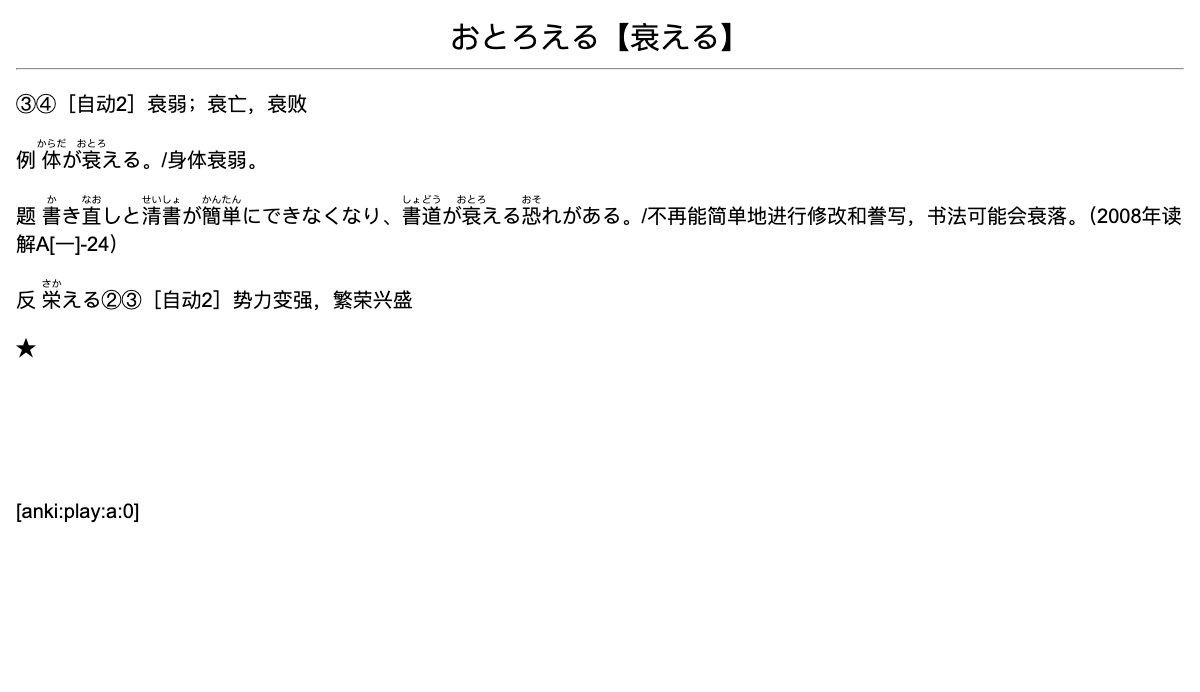 おとろえる【衰える】
③④［自动2］衰弱；衰亡，衰败
からだ おとろ
例 体が衰える。/身体衰弱。
か なお せいしょ かんたん しょどう おとろ おそ
题 書き直しと清書が簡単にできなくなり、書道が衰える恐れがある。/不再能简单地进行修改和誊写，书法可能会衰落。（2008年读
解A[一]-24）
さか
反 栄える②③［自动2］势力变强，繁荣兴盛
★
[anki:play:a:0]